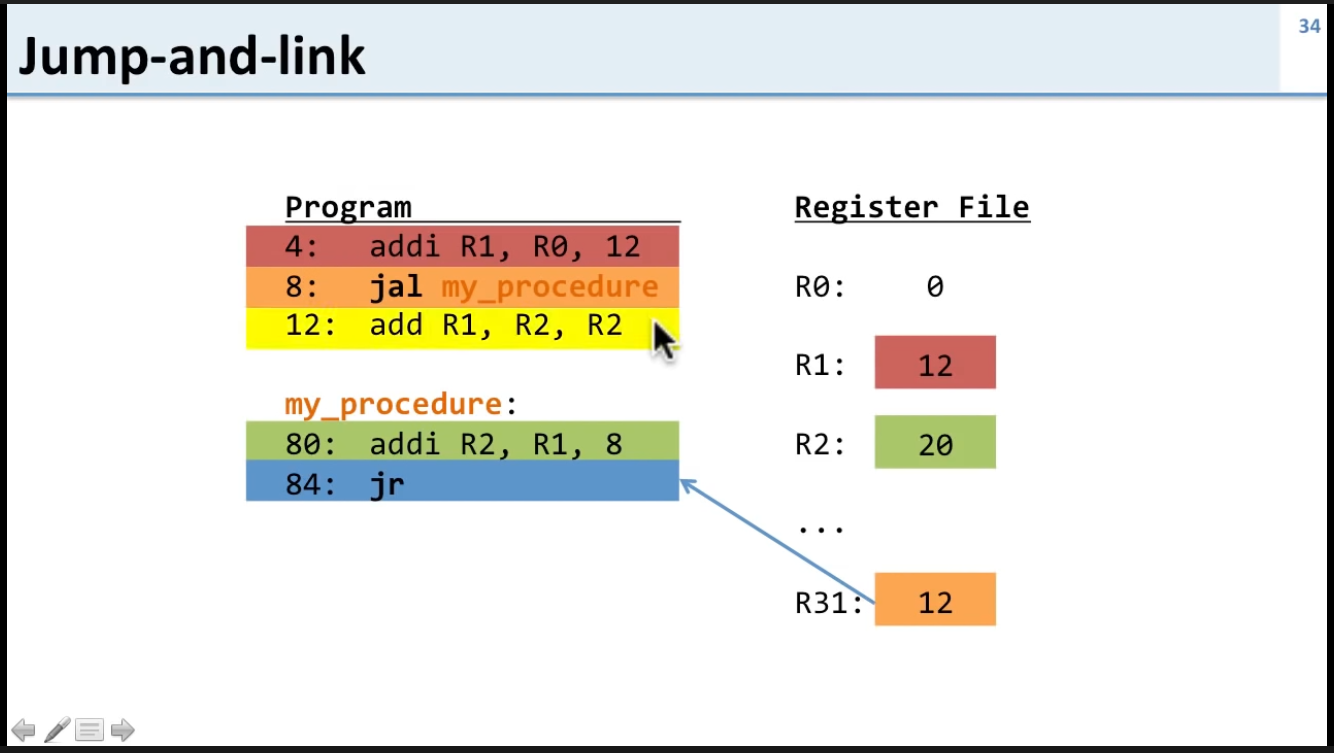 Jump-and-link
34
Program
4: addi R1, R0, 12
8: jal my_procedure
12: add R1, R2, R2
my_procedure:
80: addi R2, R1, 8
84: jr
Register File
R0: 0
R1: 12
R2: 20
...
R31: 12